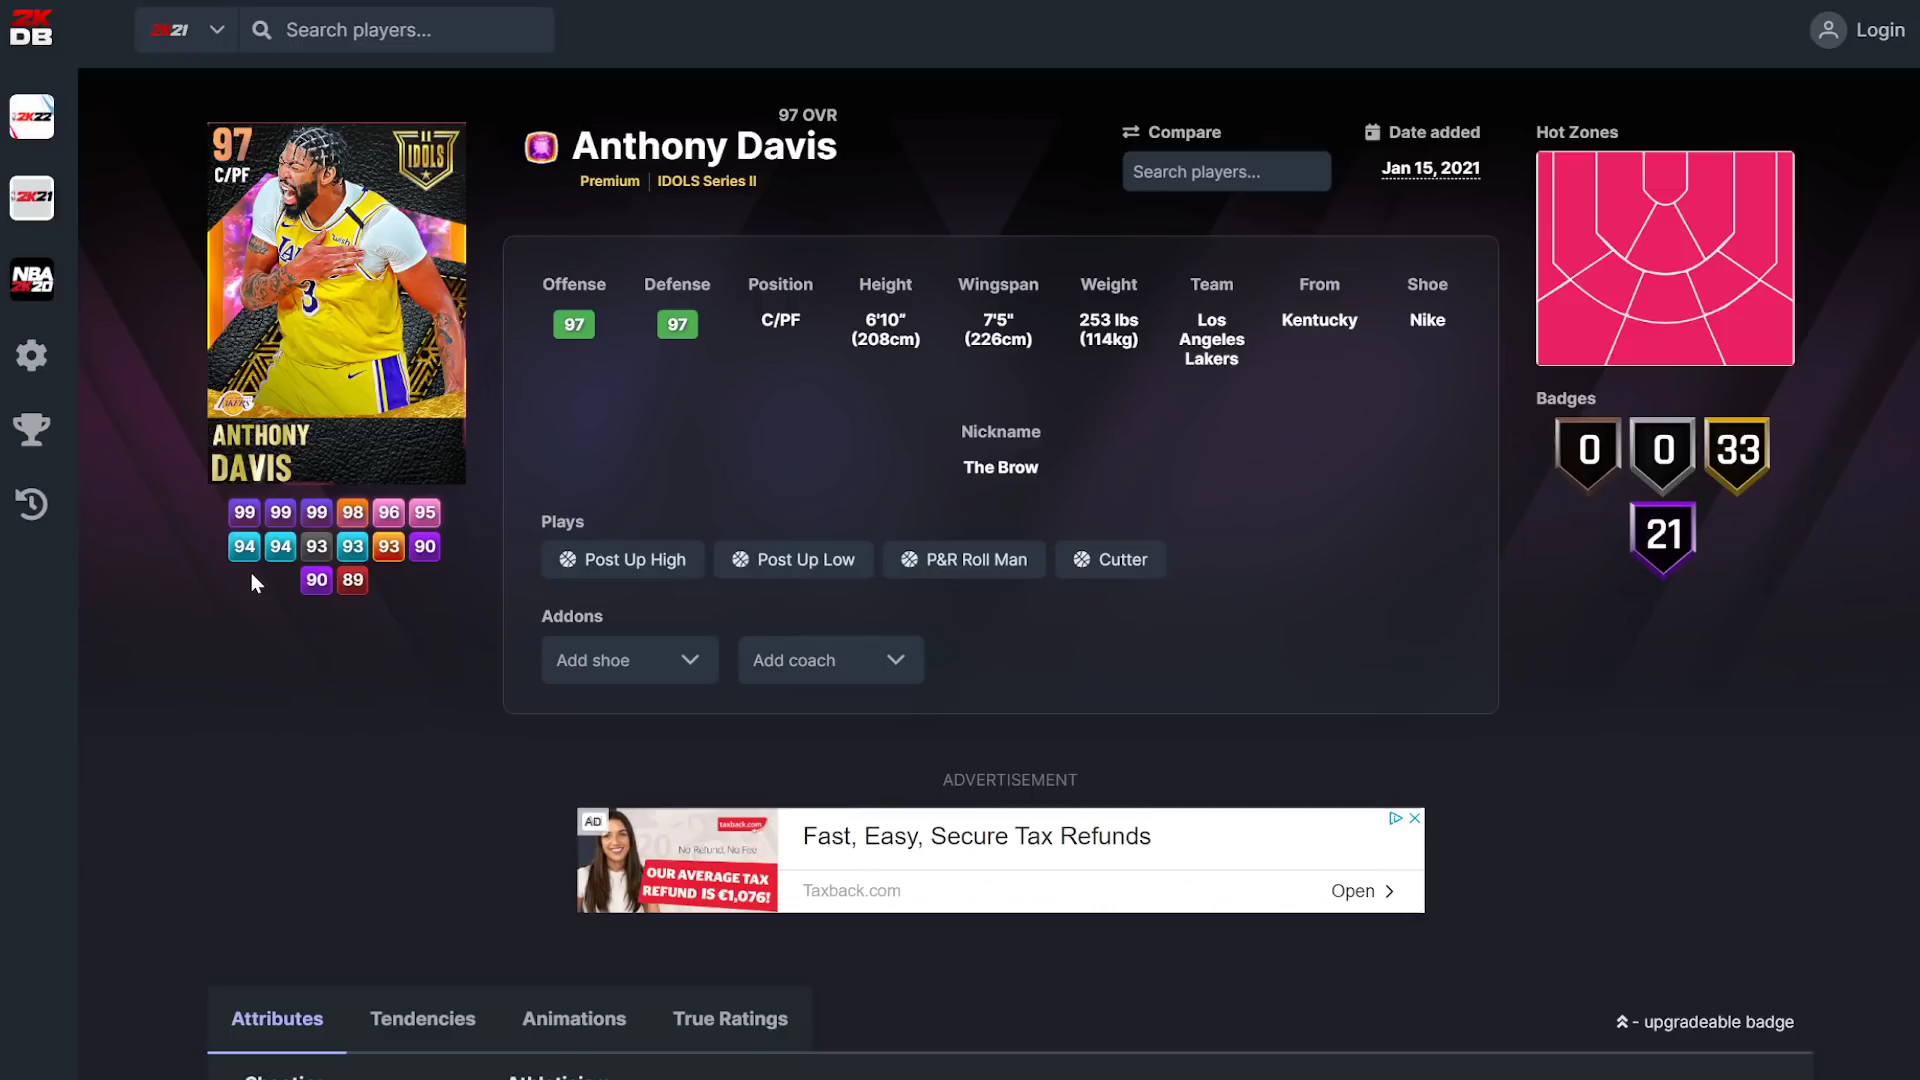 2K
DB
2K21
Search players...
Login
2K22
2K21
NBA
2K20
97
C/PF
II
IDOLS
wish
3
LAKERS
ANTHONY
DAVIS
99 99 99 98 96 95
94 94 93 93 93 90
90 89
97 OVR
Anthony Davis
Premium | IDOLS Series II
Compare
Search players...
Date added
Jan 15, 2021
Hot Zones
Offense Defense Position Height Wingspan Weight Team From Shoe
97 97 C/PF 6'10" 7'5" 253 lbs Los Kentucky Nike
(208cm) (226cm) (114kg) Angeles
Lakers
Nickname
The Brow
Plays
Post Up High Post Up Low P&R Roll Man Cutter
Addons
Add shoe Add coach
Badges
0 0 33
21
ADVERTISEMENT
AD
taxback.com
No Refund, No Fee
OUR AVERAGE TAX
REFUND IS €1,076!
Fast, Easy, Secure Tax Refunds
Taxback.com
Open
Attributes Tendencies Animations True Ratings
- upgradeable badge